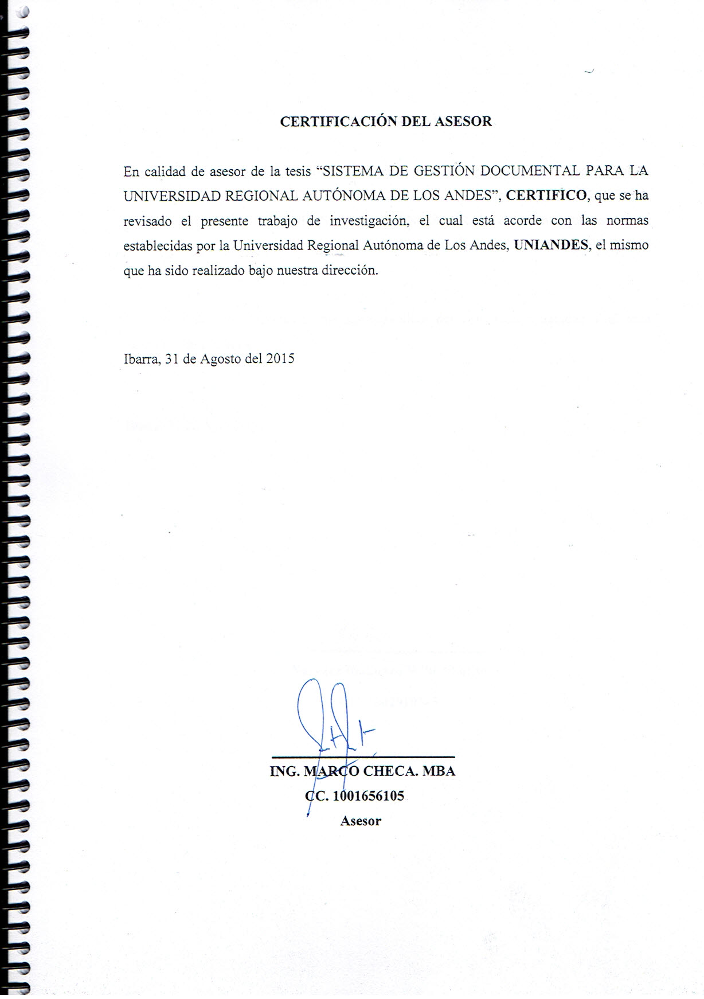 CERTIFICACIÓN DEL ASESOR
En calidad de asesor de la tesis “SISTEMA DE GESTIÓN DOCUMENTAL PARA LA
UNIVERSIDAD REGIONAL AUTÓNOMA DE LOS ANDES”, CERTIFICO, que se ha
revisado el presente trabajo de investigación, el cual está acorde con las normas
establecidas por la Universidad Regional Autónoma de Los Andes, UNIANDES, el mismo
que ha sido realizado bajo nuestra dirección.
Ibarra, 31 de Agosto del 2015
ING. MARCO CHECA. MBA
CC. 1001656105
Asesor